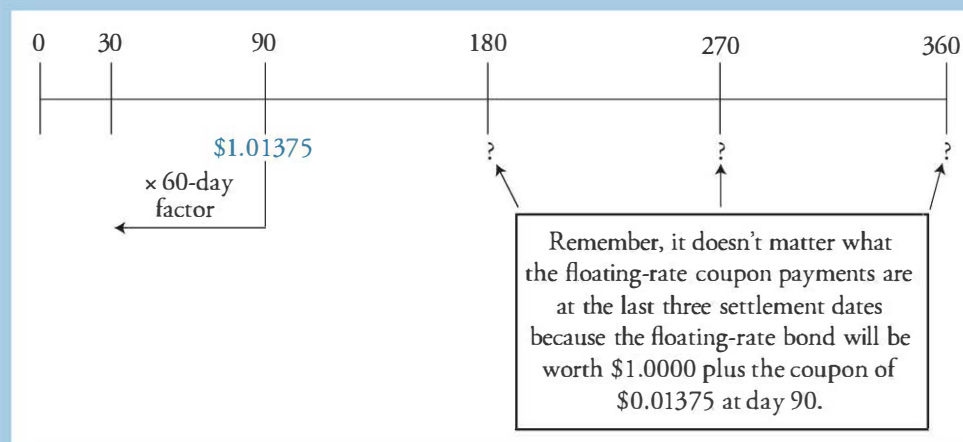 0 30 90 180 270 360
$1.01375
? ? ?
× 60-day
factor
Remember, it doesn't matter what
the floating-rate coupon payments are
at the last three settlement dates
because the floating-rate bond will be
worth $1.0000 plus the coupon of
$0.01375 at day 90.